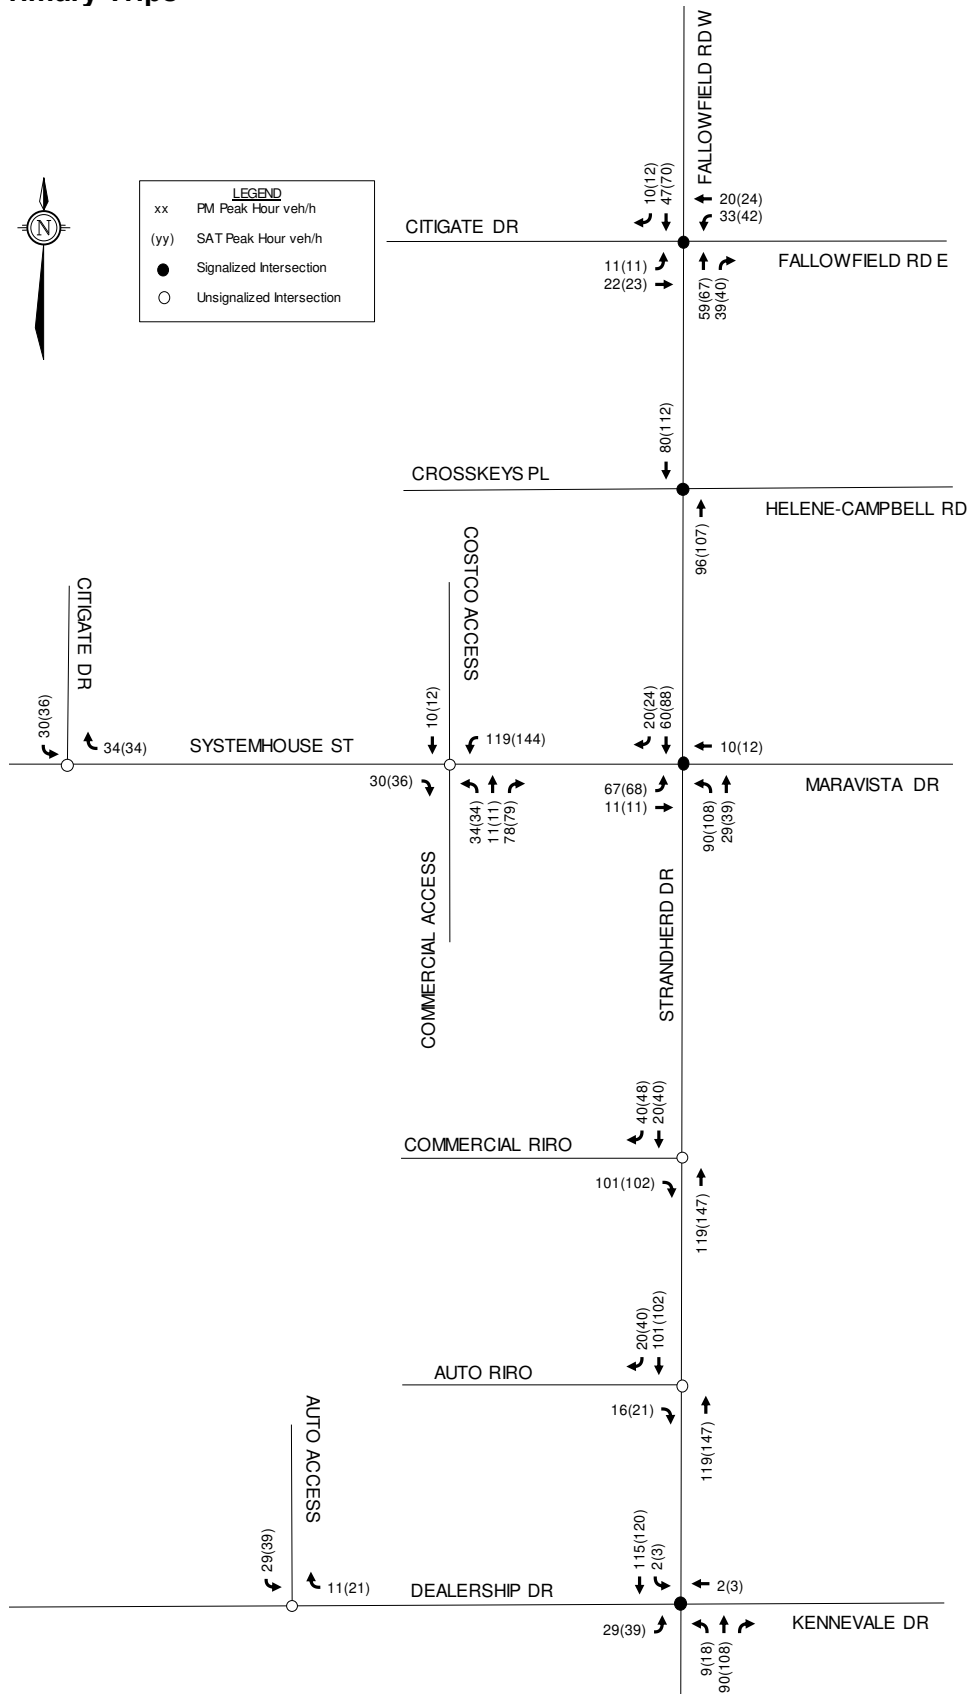 FALLOWFIELD RD W
LEGEND
xx PM Peak Hour veh/h
(yy) SAT Peak Hour veh/h
Signalized Intersection
Unsignalized Intersection
N
10(12)
47(70)
20(24)
33(42)
CITIGATE DR
FALLOWFIELD RD E
11(11)
22(23)
59(67)
39(40)
80(112)
CROSSKEYS PL
HELENE-CAMPBELL RD
96(107)
COSTCO ACCESS
CITIGATE DR
30(36)
34(34)
SYSTEMHOUSE ST
10(12)
119(144)
20(24)
60(88)
10(12)
30(36)
34(34)
11(11)
78(79)
67(68)
11(11)
90(108)
29(39)
MARAVISTA DR
COMMERCIAL ACCESS
STRANDHERD DR
40(48)
20(40)
COMMERCIAL RIRO
101(102)
119(147)
20(40)
101(102)
AUTO RIRO
16(21)
119(147)
AUTO ACCESS
29(39)
11(21)
DEALERSHIP DR
115(120)
2(3)
2(3)
29(39)
9(18)
90(108)
KENNEVALE DR